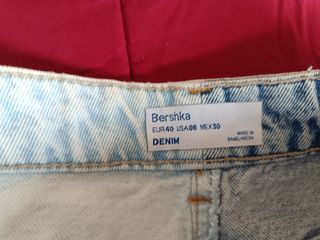 Bershka
EUR40 USA08 MEX30
MADE IN
BANGLADESH
DENIM